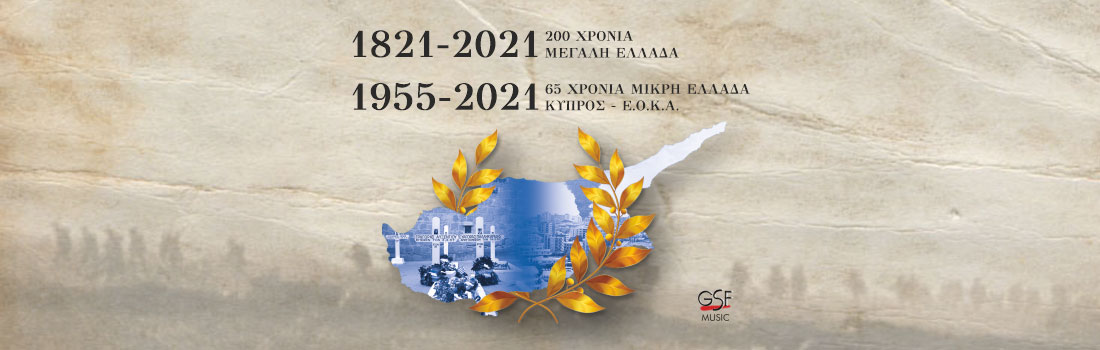 1821-2021 200 ΧΡΟΝΙΑ
ΜΕΓΑΛΗ ΕΛΛΑΔΑ
1955-2021 65 ΧΡΟΝΙΑ ΜΙΚΡΗ ΕΛΛΑΔΑ
ΚΥΠΡΟΣ - Ε.Ο.Κ.Α.
GSF
MUSIC